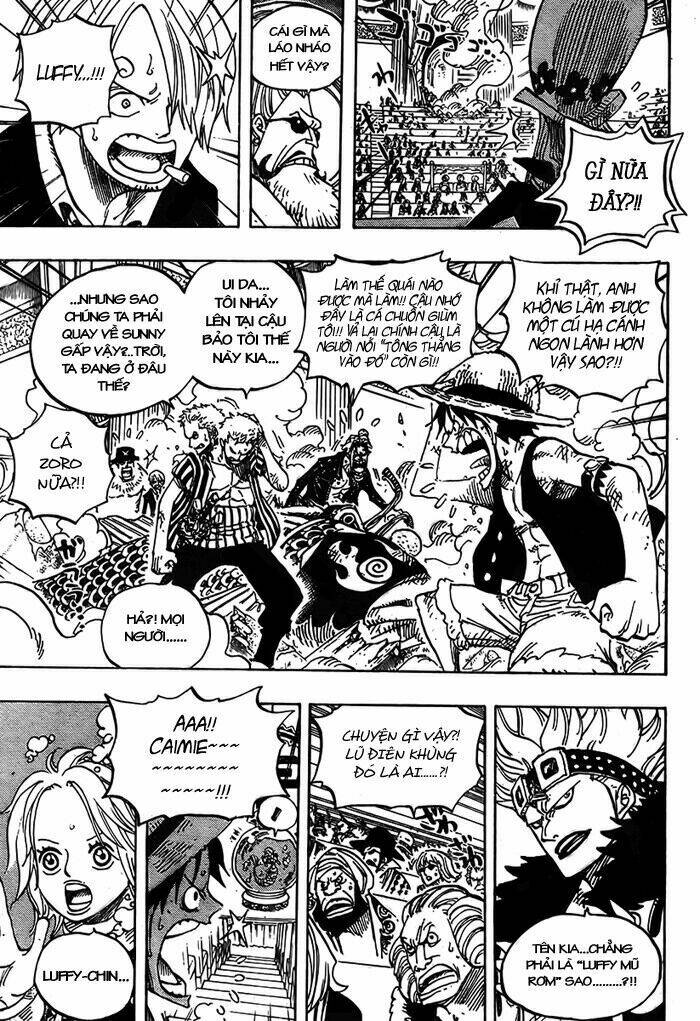 GÌ NỮA
ĐÂY?!!
CÁI GÌ MÀ
LÁO NHÁO
HẾT VẬY?
LUFFY...!!!
KHỈ THẬT, ANH
KHÔNG LÀM ĐƯỢC
MỘT CÚ HẠ CÁNH
NGON LÀNH HƠN
VẬY SAO?!!
LÀM THẾ QUÁI NÀO
ĐƯỢC MÀ LÀM!! CẬU NHỚ
ĐÂY LÀ CÁ CHUỒN GIÙM
TÔI!!! VẢ LẠI CHÍNH CẬU LÀ
NGƯỜI NÓI "TÔNG THẲNG
VÀO ĐÓ" CÒN GÌ!!
UI DA...
TÔI NHẢY
LÊN TẠI CẬU
BẢO TÔI THẾ
NÀY KIA...
...NHƯNG SAO
CHÚNG TA PHẢI
QUAY VỀ SUNNY
GẤP VẬY?..TRỜI,
TA ĐANG Ở ĐÂU
THẾ?
CẢ
ZORO
NỮA?!!
HẢ?! MỌI
NGƯỜI......
TÊN KIA...CHẲNG
PHẢI LÀ "LUFFY MŨ
RƠM" SAO.........?!!
CHUYỆN GÌ VẬY?!
LŨ ĐIÊN KHÙNG
ĐÓ LÀ AI......?!
AAA!!
CAIMIE~~~
~~~~~~~~
~~~~~!!!
LUFFY-CHIN...